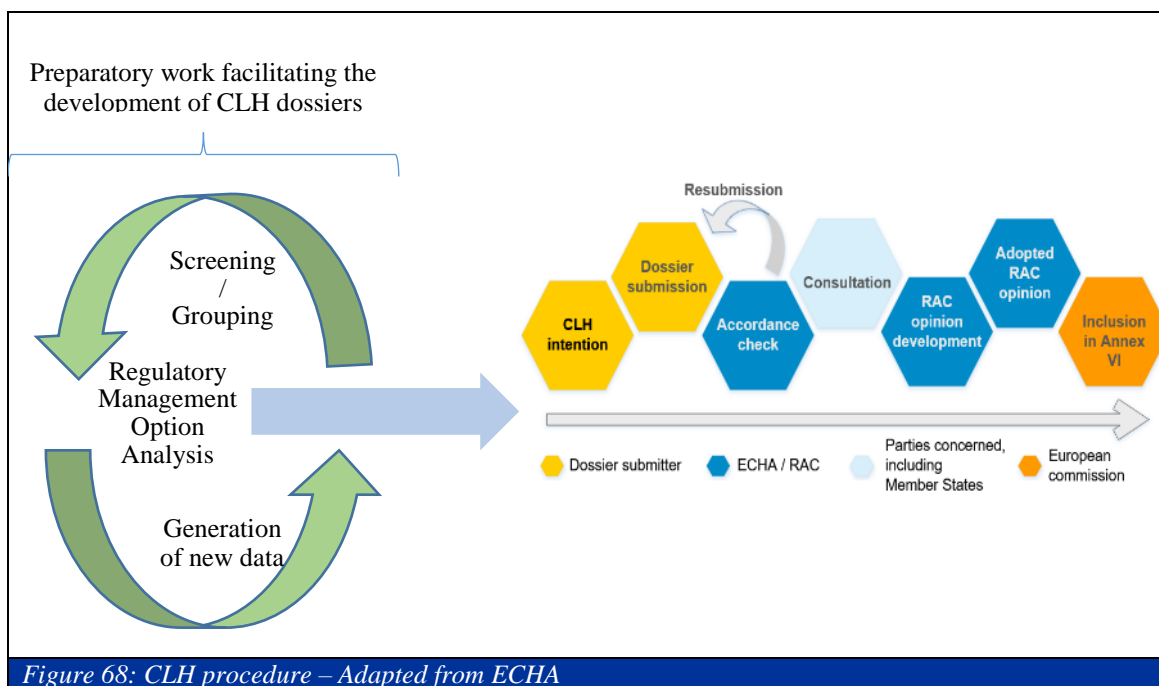 Preparatory work facilitating the
development of CLH dossiers
Screening
/
Grouping
Regulatory
Management
Option
Analysis
Generation
of new data
Resubmission
CLH
intention
Dossier
submission
Accordance
check
Consultation
RAC
opinion
development
Adopted
RAC
opinion
Inclusion
in Annex
VI
Dossier submitter
ECHA / RAC
Parties concerned,
including
Member States
European
commission
Figure 68: CLH procedure – Adapted from ECHA